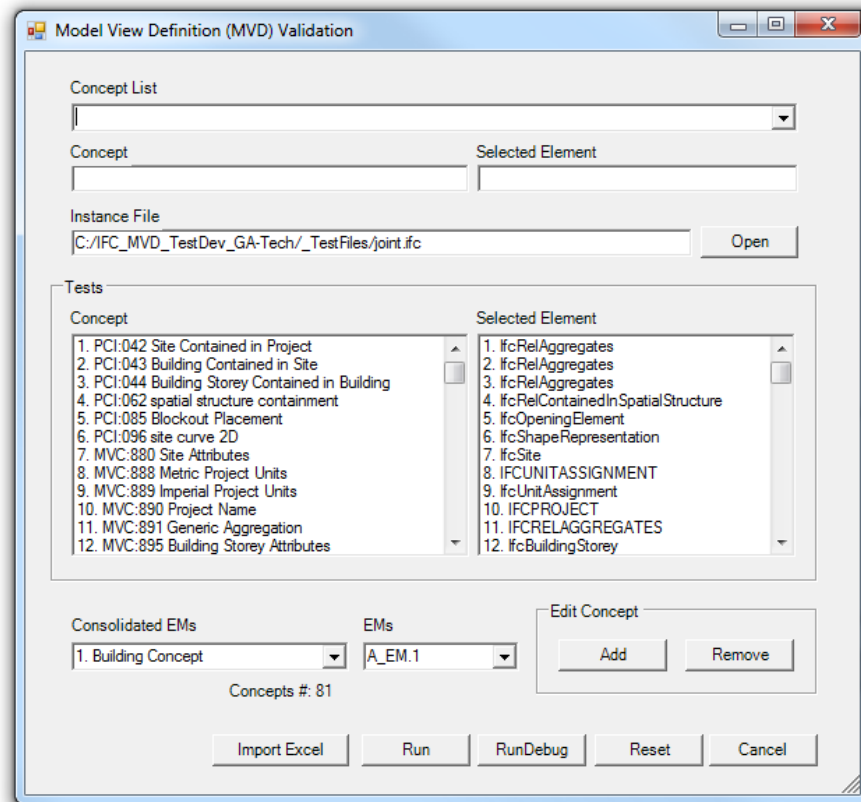 Model View Definition (MVD) Validation
Concept List
Concept Selected Element
Instance File
C:/IFC_MVD_TestDev_GA-Tech/_TestFiles/joint.ifc Open
Tests
Concept Selected Element
1. PCI:042 Site Contained in Project 1. IfcRelAggregates
2. PCI:043 Building Contained in Site 2. IfcRelAggregates
3. PCI:044 Building Storey Contained in Building 3. IfcRelAggregates
4. PCI:062 spatial structure containment 4. IfcRelContainedInSpatialStructure
5. PCI:085 Blockout Placement 5. IfcOpeningElement
6. PCI:096 site curve 2D 6. IfcShapeRepresentation
7. MVC:880 Site Attributes 7. IfcSite
8. MVC:888 Metric Project Units 8. IFCUNITASSIGNMENT
9. MVC:889 Imperial Project Units 9. IfcUnitAssignment
10. MVC:890 Project Name 10. IFCPROJECT
11. MVC:891 Generic Aggregation 11. IFCRELAGGREGATES
12. MVC:895 Building Storey Attributes 12. IfcBuildingStorey
Consolidated EMs EMs Edit Concept
1. Building Concept A_EM.1 Add Remove
Concepts #: 81
Import Excel Run RunDebug Reset Cancel